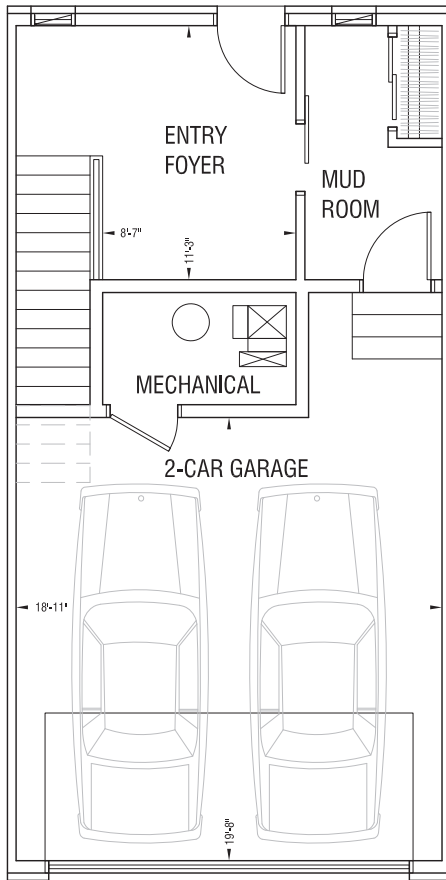 ENTRY
FOYER
MUD
ROOM
8'-7"
11'-3"
MECHANICAL
2-CAR GARAGE
18'-11"
19'-8"